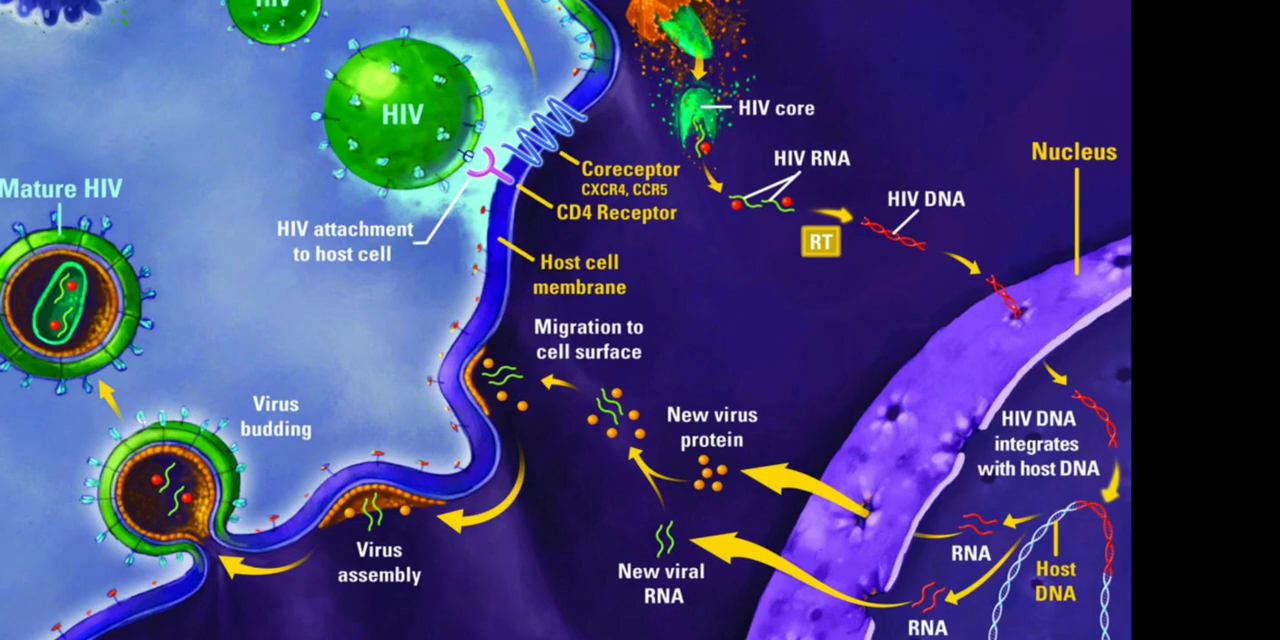 HIV
HIV
HIV core
HIV RNA
Nucleus
Coreceptor
CXCR4, CCR5
CD4 Receptor
Mature HIV
HIV DNA
HIV attachment
to host cell
RT
Host cell
membrane
Migration to
cell surface
Virus
budding
New virus
protein
HIV DNA
integrates
with host DNA
Virus
assembly
New viral
RNA
RNA
Host
DNA
RNA